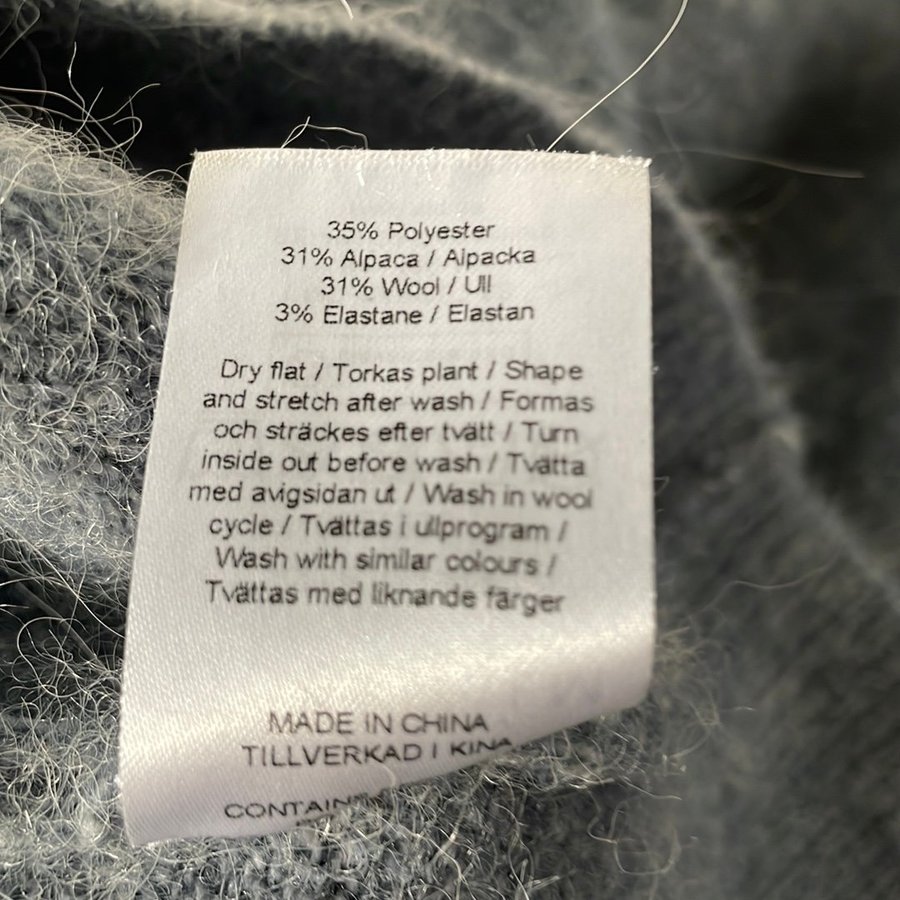 35% Polyester
31% Alpaca / Alpacka
31% Wool / Ull
3% Elastane / Elastan
Dry flat / Torkas plant / Shape
and stretch after wash / Formas
och sträckes efter tvätt / Turn
inside out before wash / Tvätta
med avigsidan ut / Wash in wool
cycle / Tvättas i ullprogram /
Wash with similar colours /
Tvättas med liknande färger
MADE IN CHINA
TILLVERKAD I KINA